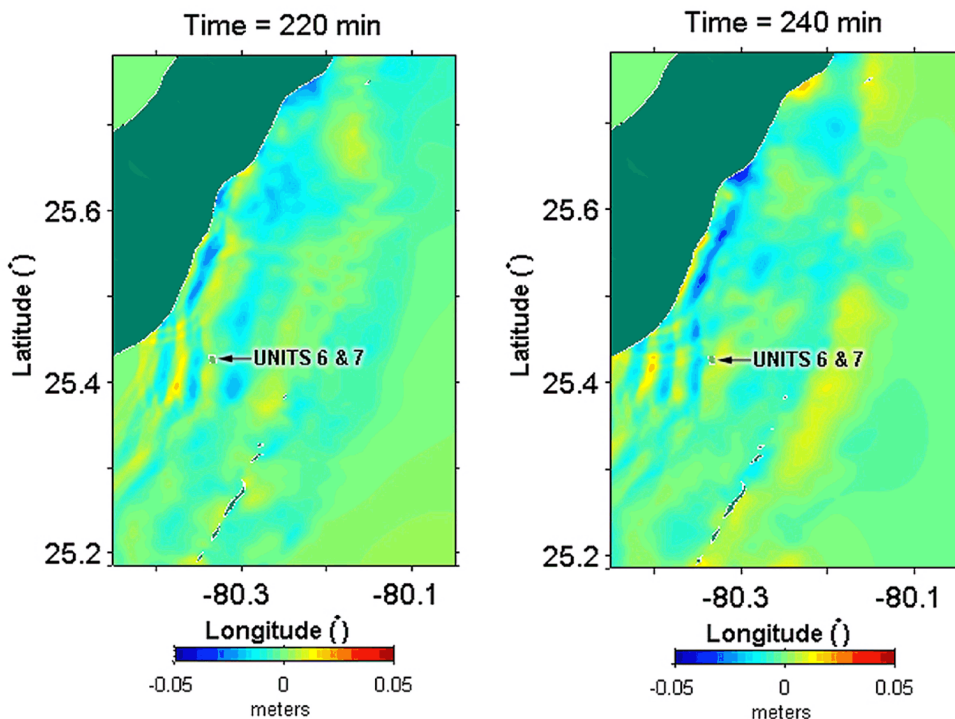 Time = 220 min
25.6
25.4
25.2
Latitude (°)
UNITS 6 & 7
-80.3
-80.1
Longitude (°)
-0.05
0
0.05
meters
Time = 240 min
25.6
25.4
25.2
Latitude (°)
UNITS 6 & 7
-80.3
-80.1
Longitude (°)
-0.05
0
0.05
meters